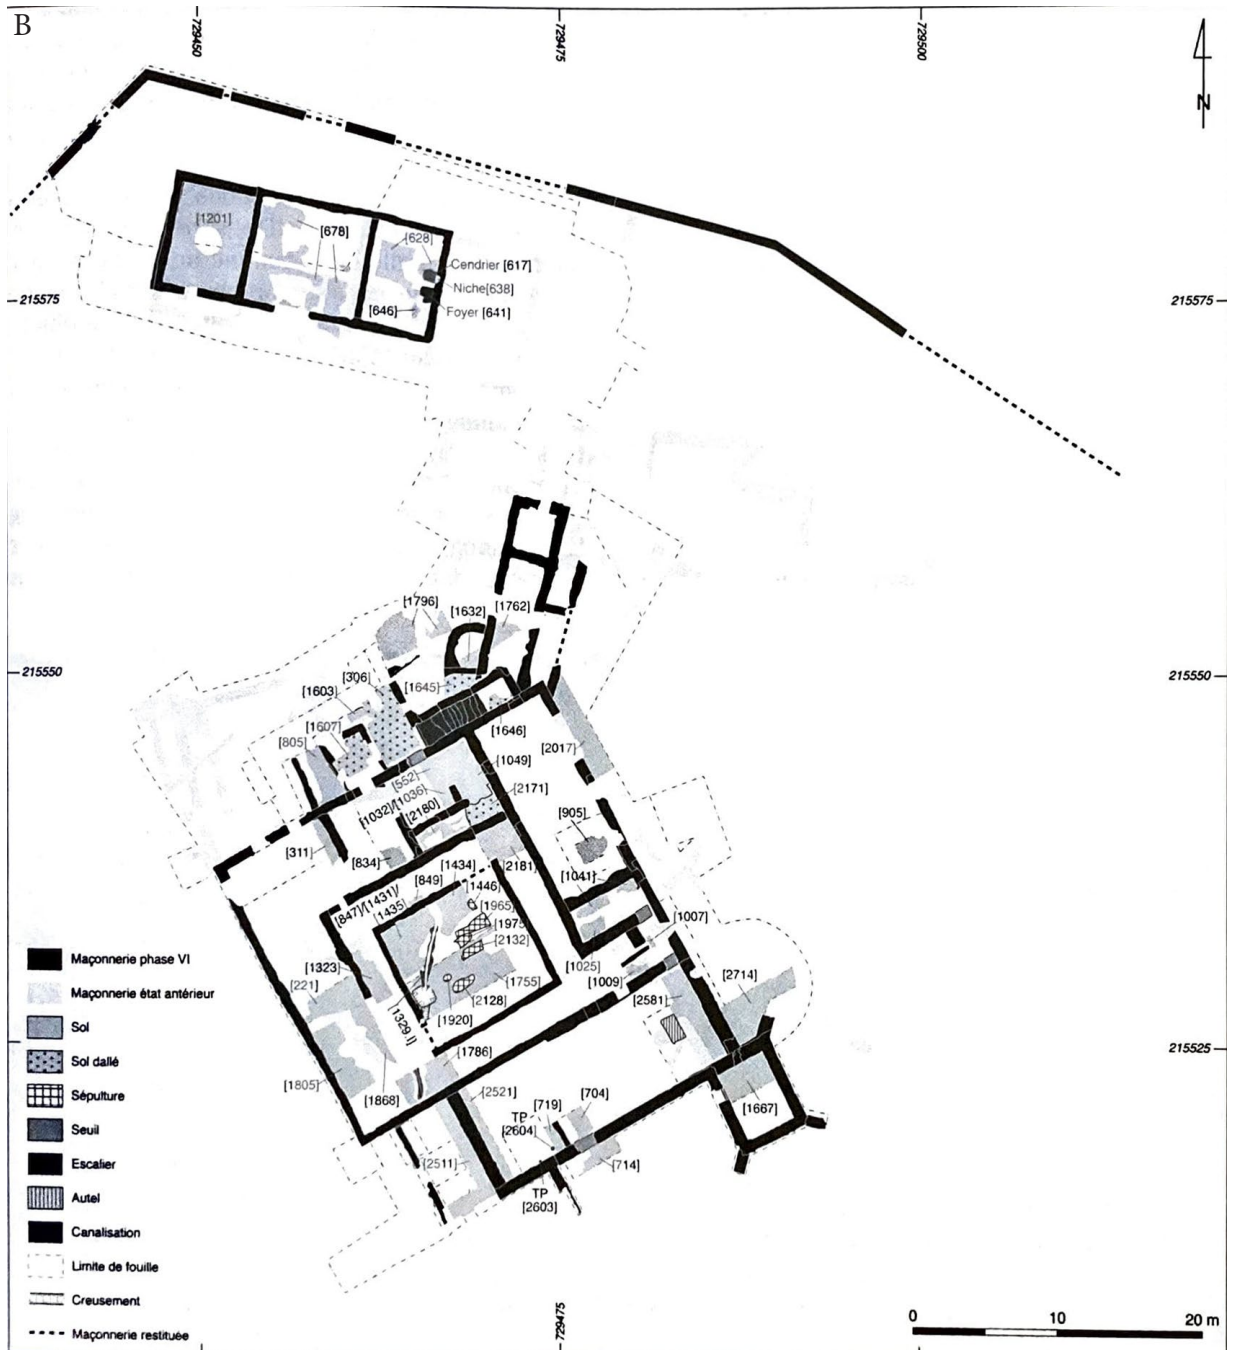 B
729450
729475
729500
N
[1201]
[678]
[628]
Cendrier [617]
Niche[638]
[646]
Foyer [641]
215575
215575
[1796]
[1632]
[1762]
215550
215550
[306]
[1645]
[1603]
[1607]
[805]
[1646]
[2017]
[1049]
[552]
[1032]/[1036]
[2180]
[2171]
[905]
[311]
[834]
[2181]
[1434]
[849]
[1446]
[1041]
[847]/[1431]/
[1435]
[1965]
[1975]
[2132]
[1007]
[1025]
[1009]
[1323]
[221]
[1755]
[2128]
[1920]
[1329.I]
[2581]
[2714]
[1786]
[1805]
[1868]
[2521]
215525
[704]
[719]
TP
[2604]
[1667]
[714]
[2511]
TP
[2603]
Maçonnerie phase VI
Maçonnerie état antérieur
Sol
Sol dallé
Sépulture
Seuil
Escalier
Autel
Canalisation
Limite de fouille
Creusement
Maçonnerie restituée
729475
0 10 20 m